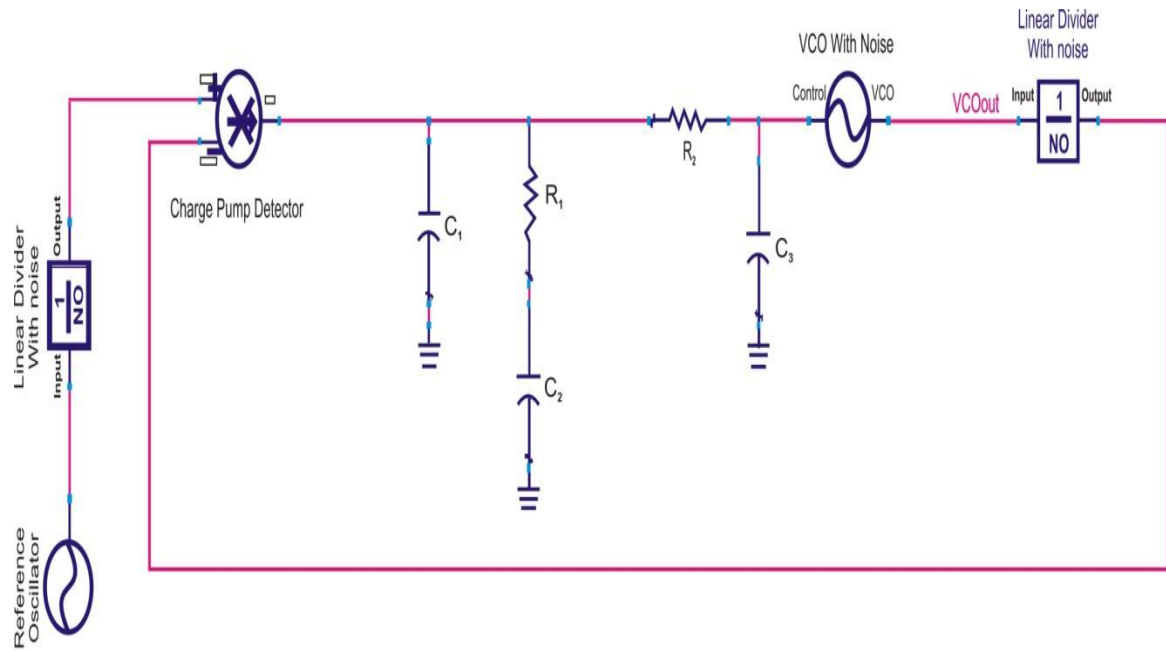 Linear Divider
With noise
VCO With Noise
Control
VCO
VCOout
Input
1
NO
Output
R2
R1
C1
C2
C3
Charge Pump Detector
Output
1
NO
Input
Linear Divider
With noise
Reference
Oscillator